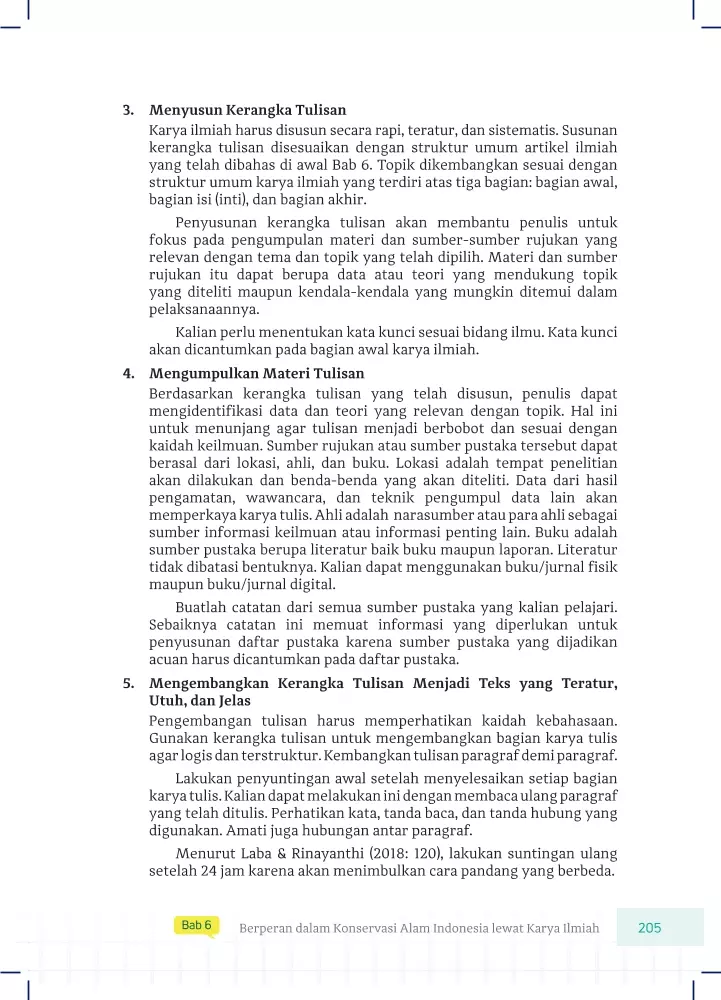 3. Menyusun Kerangka Tulisan
Karya ilmiah harus disusun secara rapi, teratur, dan sistematis. Susunan
kerangka tulisan disesuaikan dengan struktur umum artikel ilmiah
yang telah dibahas di awal Bab 6. Topik dikembangkan sesuai dengan
struktur umum karya ilmiah yang terdiri atas tiga bagian: bagian awal,
bagian isi (inti), dan bagian akhir.
Penyusunan kerangka tulisan akan membantu penulis untuk
fokus pada pengumpulan materi dan sumber-sumber rujukan yang
relevan dengan tema dan topik yang telah dipilih. Materi dan sumber
rujukan itu dapat berupa data atau teori yang mendukung topik
yang diteliti maupun kendala-kendala yang mungkin ditemui dalam
pelaksanaannya.
Kalian perlu menentukan kata kunci sesuai bidang ilmu. Kata kunci
akan dicantumkan pada bagian awal karya ilmiah.
4. Mengumpulkan Materi Tulisan
Berdasarkan kerangka tulisan yang telah disusun, penulis dapat
mengidentifikasi data dan teori yang relevan dengan topik. Hal ini
untuk menunjang agar tulisan menjadi berbobot dan sesuai dengan
kaidah keilmuan. Sumber rujukan atau sumber pustaka tersebut dapat
berasal dari lokasi, ahli, dan buku. Lokasi adalah tempat penelitian
akan dilakukan dan benda-benda yang akan diteliti. Data dari hasil
pengamatan, wawancara, dan teknik pengumpul data lain akan
memperkaya karya tulis. Ahli adalah narasumber atau para ahli sebagai
sumber informasi keilmuan atau informasi penting lain. Buku adalah
sumber pustaka berupa literatur baik buku maupun laporan. Literatur
tidak dibatasi bentuknya. Kalian dapat menggunakan buku/jurnal fisik
maupun buku/jurnal digital.
Buatlah catatan dari semua sumber pustaka yang kalian pelajari.
Sebaiknya catatan ini memuat informasi yang diperlukan untuk
penyusunan daftar pustaka karena sumber pustaka yang dijadikan
acuan harus dicantumkan pada daftar pustaka.
5. Mengembangkan Kerangka Tulisan Menjadi Teks yang Teratur,
Utuh, dan Jelas
Pengembangan tulisan harus memperhatikan kaidah kebahasaan.
Gunakan kerangka tulisan untuk mengembangkan bagian karya tulis
agar logis dan terstruktur. Kembangkan tulisan paragraf demi paragraf.
Lakukan penyuntingan awal setelah menyelesaikan setiap bagian
karya tulis. Kalian dapat melakukan ini dengan membaca ulang paragraf
yang telah ditulis. Perhatikan kata, tanda baca, dan tanda hubung yang
digunakan. Amati juga hubungan antar paragraf.
Menurut Laba & Rinayanthi (2018: 120), lakukan suntingan ulang
setelah 24 jam karena akan menimbulkan cara pandang yang berbeda.
Bab 6 Berperan dalam Konservasi Alam Indonesia lewat Karya Ilmiah 205